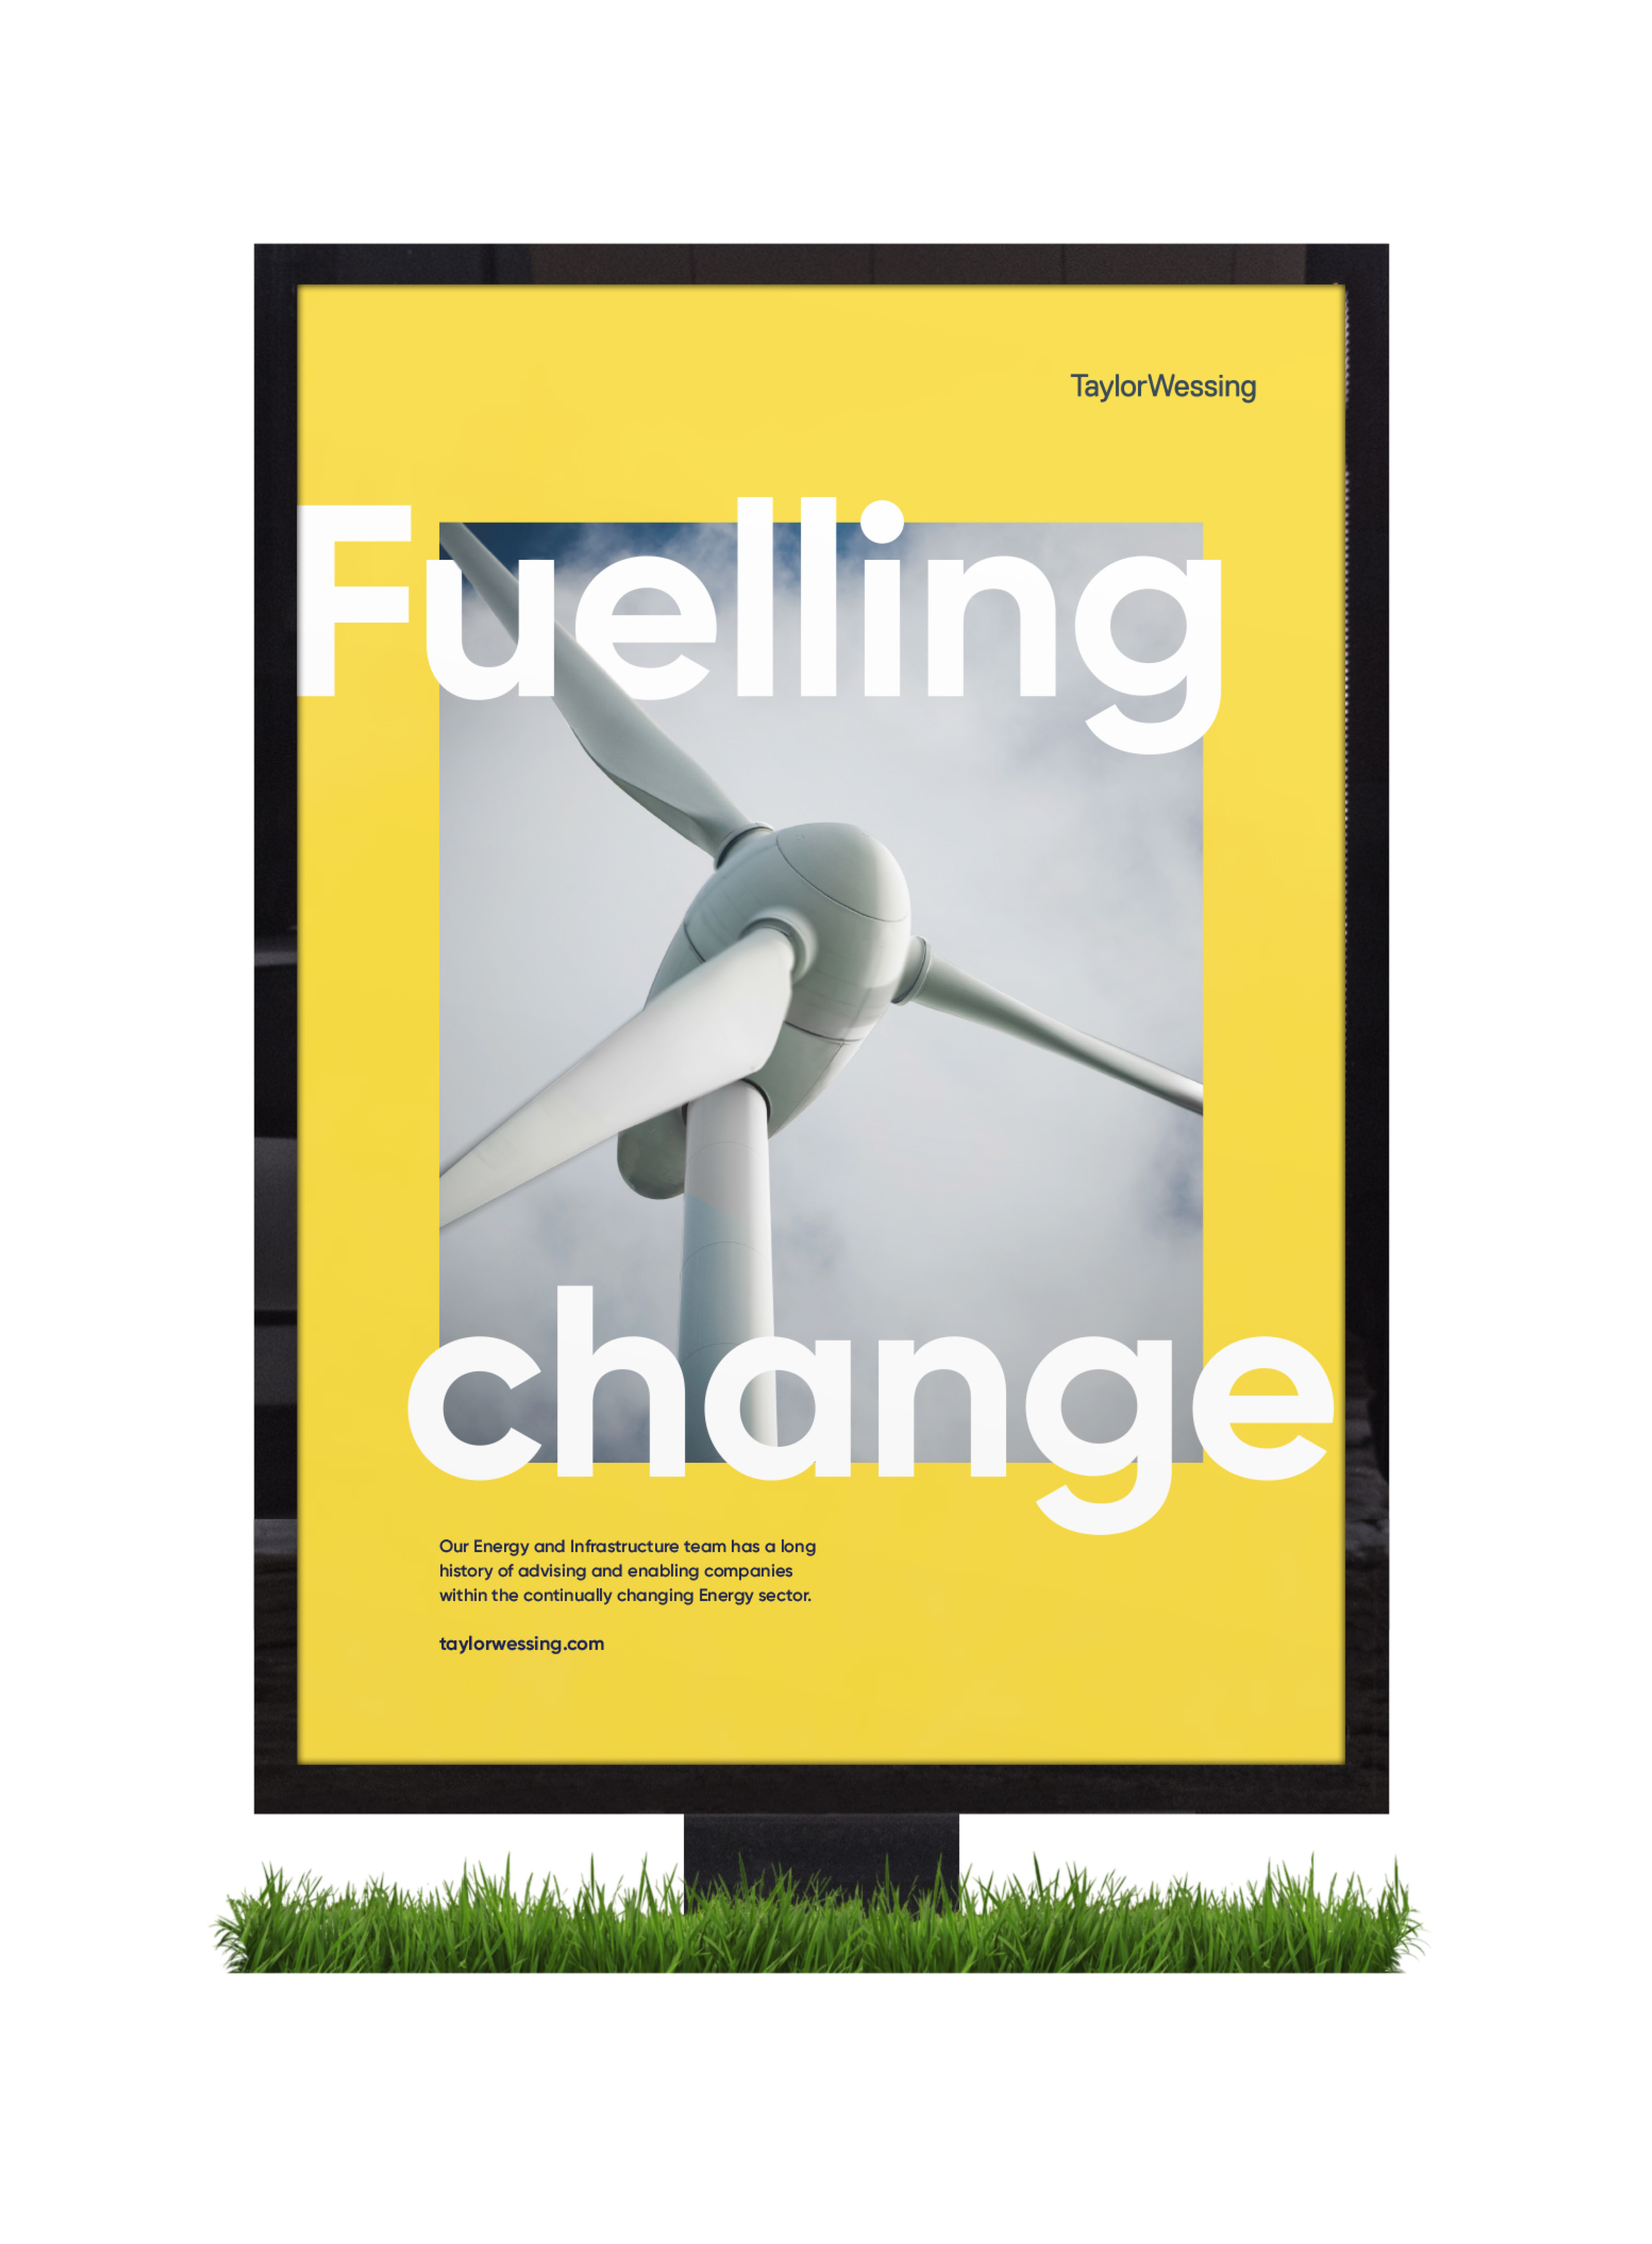 TaylorWessing
Fuelling
change
Our Energy and Infrastructure team has a long
history of advising and enabling companies
within the continually changing Energy sector.
taylorwessing.com